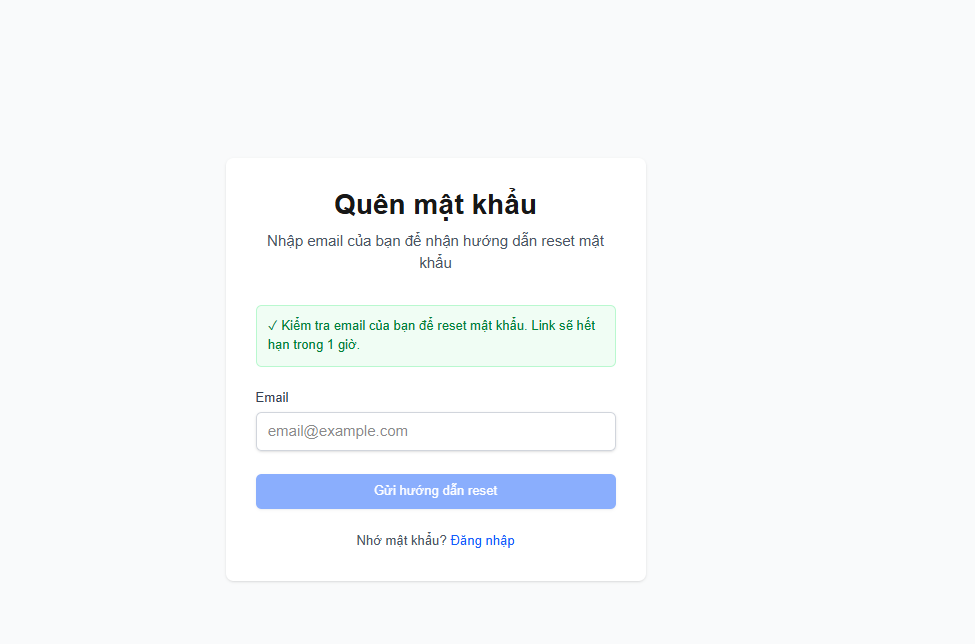 Quên mật khẩu
Nhập email của bạn để nhận hướng dẫn reset mật
khẩu
✓ Kiểm tra email của bạn để reset mật khẩu. Link sẽ hết
hạn trong 1 giờ.
Email
email@example.com
Gửi hướng dẫn reset
Nhớ mật khẩu? Đăng nhập